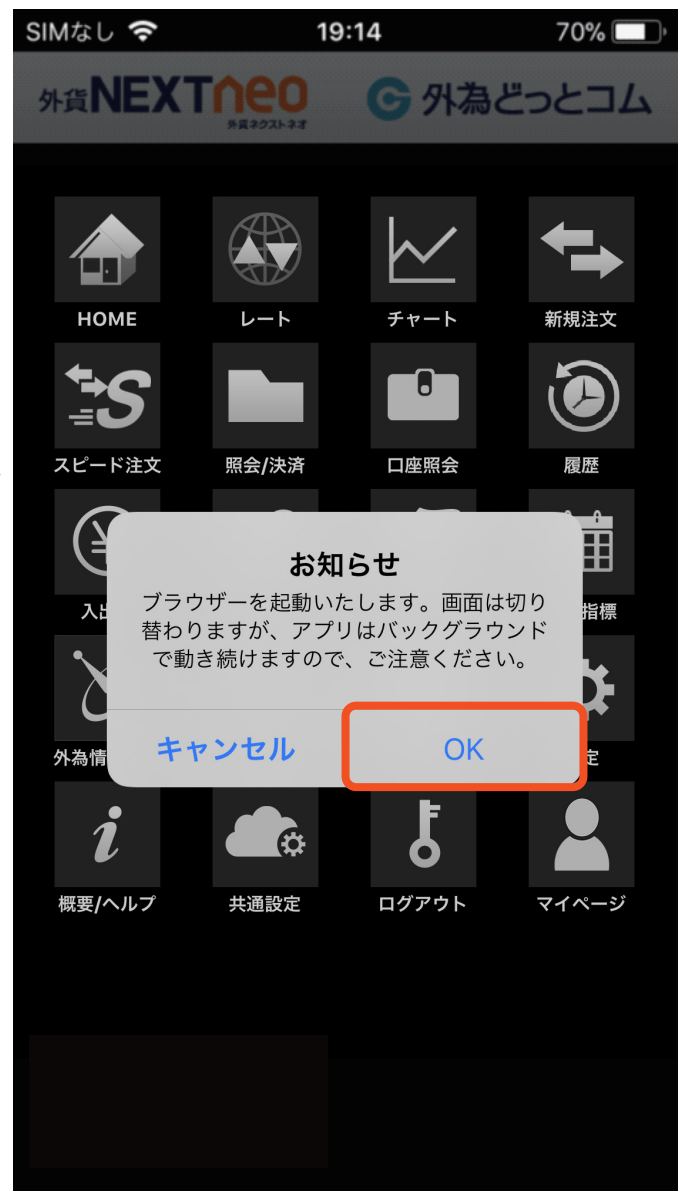 SIMなし 19:14 70%
外貨NEXTneo 外為どっとコム
外貨ネクストネオ
HOME レート チャート 新規注文
スピード注文 照会/決済 口座照会 履歴
お知らせ
ブラウザーを起動いたします。画面は切り
替わりますが、アプリはバックグラウンド
で動き続けますので、ご注意ください。
入 指標
キャンセル OK
外為情
概要/ヘルプ 共通設定 ログアウト マイページ